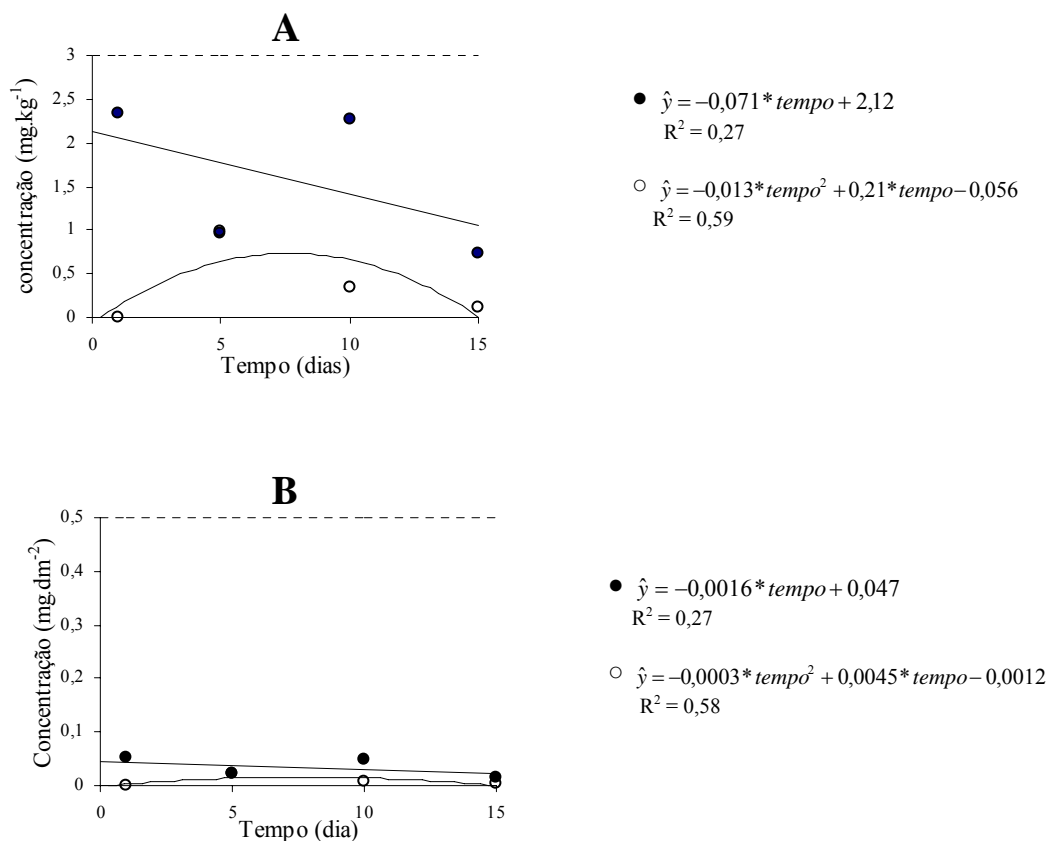 A
concentração (mg.kg⁻¹)
3
2,5
2
1,5
1
0,5
0
0 5 10 15
Tempo (dias)
● ŷ = −0,071* tempo + 2,12
R² = 0,27
○ ŷ = −0,013* tempo² + 0,21* tempo − 0,056
R² = 0,59
B
Concentração (mg.dm⁻²)
0,5
0,4
0,3
0,2
0,1
0
0 5 10 15
Tempo (dia)
● ŷ = −0,0016* tempo + 0,047
R² = 0,27
○ ŷ = −0,0003* tempo² + 0,0045* tempo − 0,0012
R² = 0,58